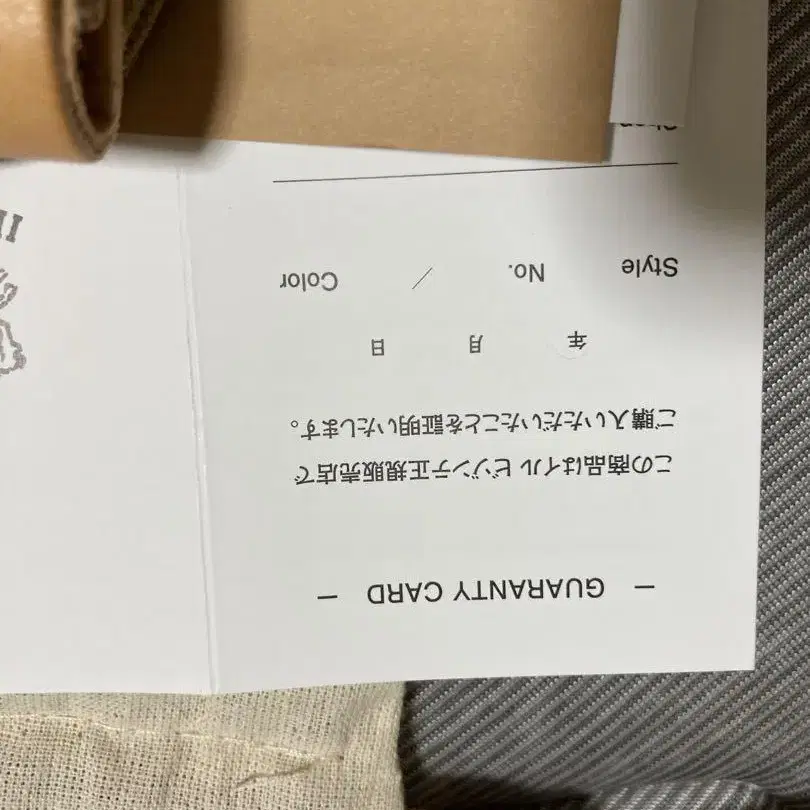 — GUARANTY CARD —
この商品はイル ビゾンテ正規販売店で
ご購入いただいたことを証明いたします。
年 月 日
Style No. / Color